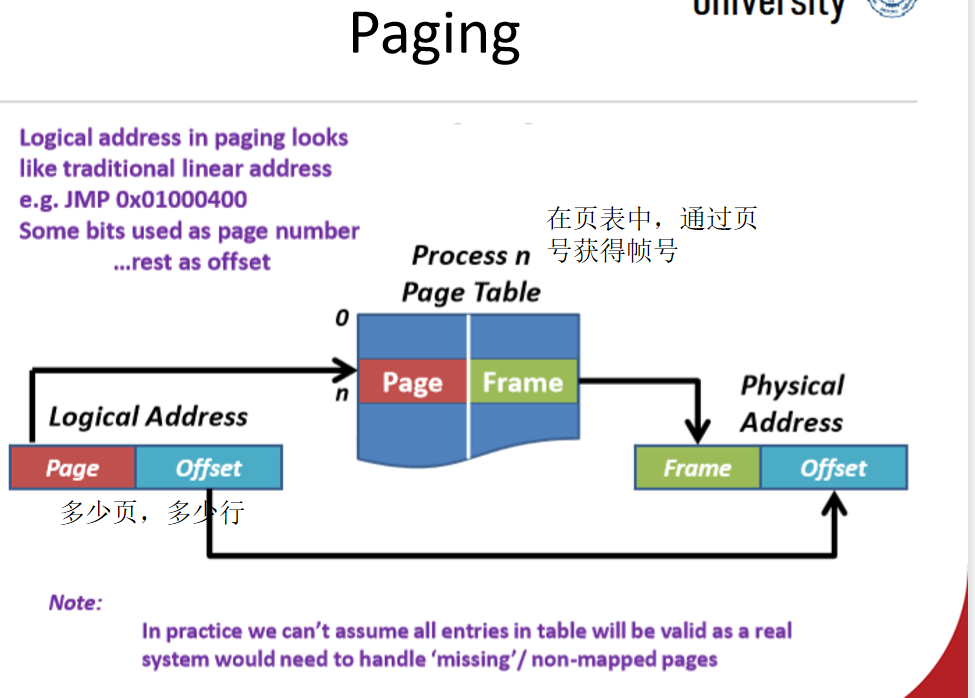 University
Paging
Logical address in paging looks
like traditional linear address
e.g. JMP 0x01000400
Some bits used as page number
...rest as offset
在页表中，通过页
号获得帧号
Process n
Page Table
0
n
Page
Frame
Logical Address
Page
Offset
多少页，多少行
Physical
Address
Frame
Offset
Note:
In practice we can't assume all entries in table will be valid as a real
system would need to handle 'missing'/ non-mapped pages